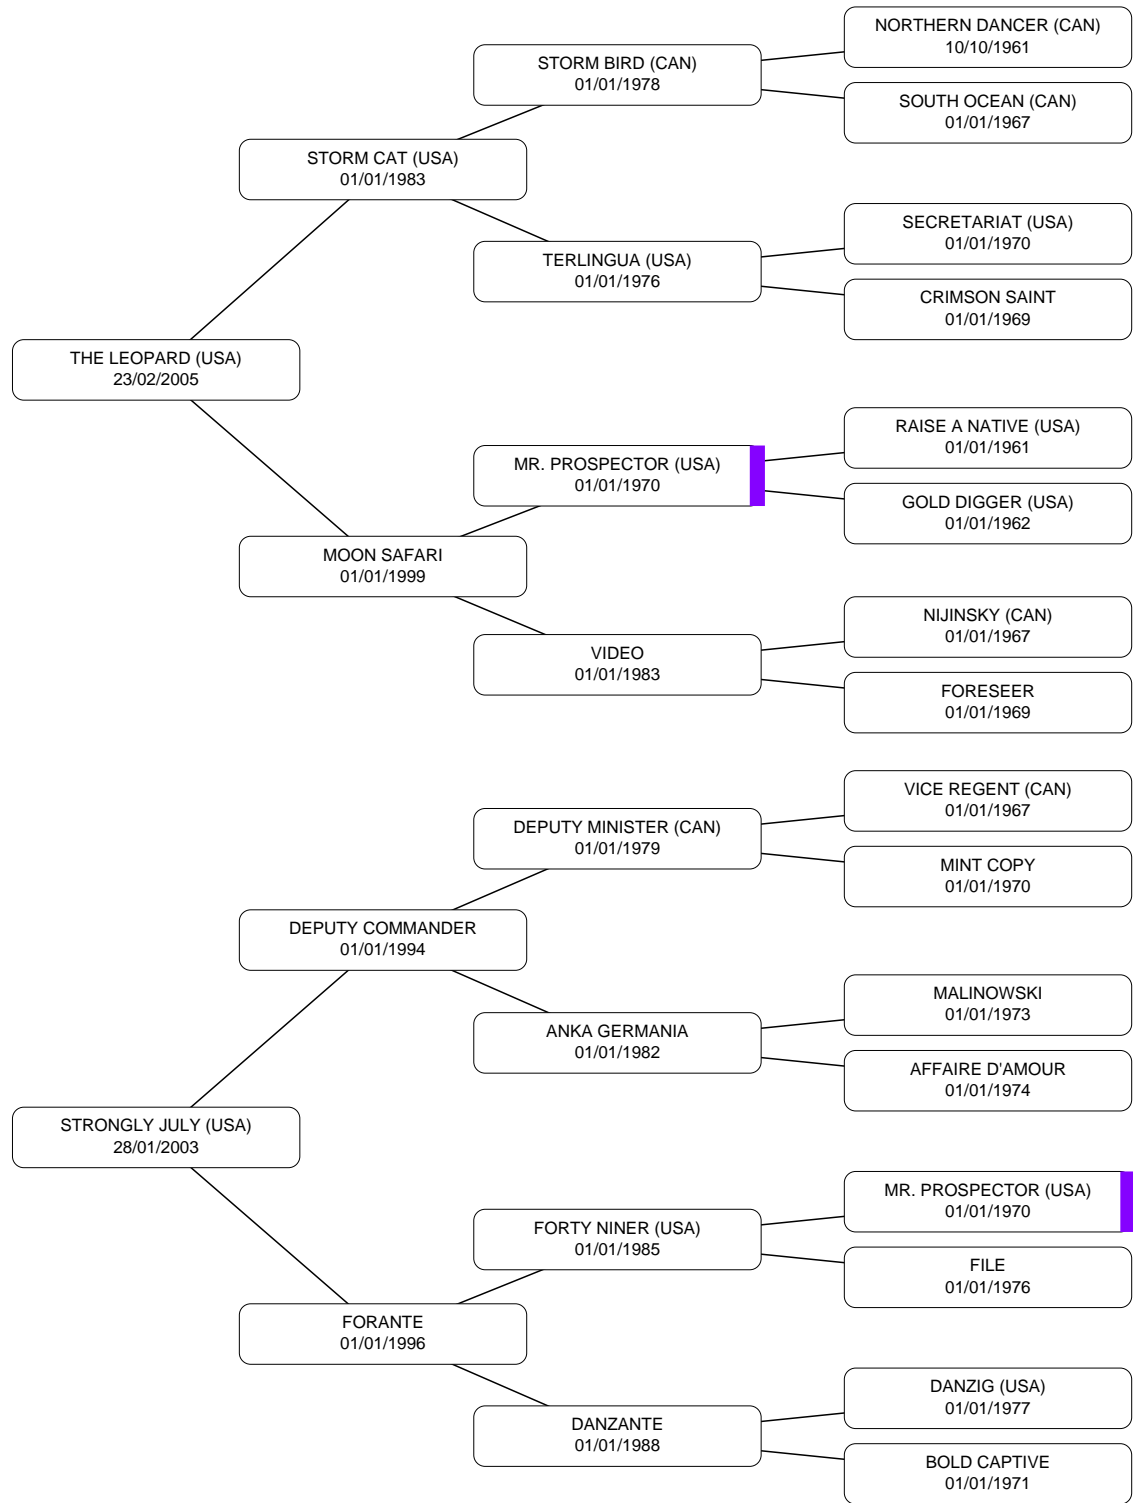 NORTHERN DANCER (CAN)
10/10/1961
STORM BIRD (CAN)
01/01/1978
SOUTH OCEAN (CAN)
01/01/1967
STORM CAT (USA)
01/01/1983
SECRETARIAT (USA)
01/01/1970
TERLINGUA (USA)
01/01/1976
CRIMSON SAINT
01/01/1969
THE LEOPARD (USA)
23/02/2005
RAISE A NATIVE (USA)
01/01/1961
MR. PROSPECTOR (USA)
01/01/1970
GOLD DIGGER (USA)
01/01/1962
MOON SAFARI
01/01/1999
NIJINSKY (CAN)
01/01/1967
VIDEO
01/01/1983
FORESEER
01/01/1969
VICE REGENT (CAN)
01/01/1967
DEPUTY MINISTER (CAN)
01/01/1979
MINT COPY
01/01/1970
DEPUTY COMMANDER
01/01/1994
MALINOWSKI
01/01/1973
ANKA GERMANIA
01/01/1982
AFFAIRE D'AMOUR
01/01/1974
STRONGLY JULY (USA)
28/01/2003
MR. PROSPECTOR (USA)
01/01/1970
FORTY NINER (USA)
01/01/1985
FILE
01/01/1976
FORANTE
01/01/1996
DANZIG (USA)
01/01/1977
DANZANTE
01/01/1988
BOLD CAPTIVE
01/01/1971